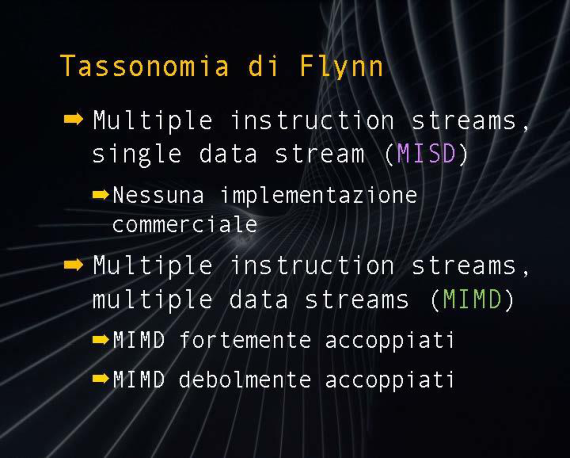 Tassonomia di Flynn
Multiple instruction streams,
single data stream (MISD)
Nessuna implementazione
commerciale
Multiple instruction streams,
multiple data streams (MIMD)
MIMD fortemente accoppiati
MIMD debolmente accoppiati